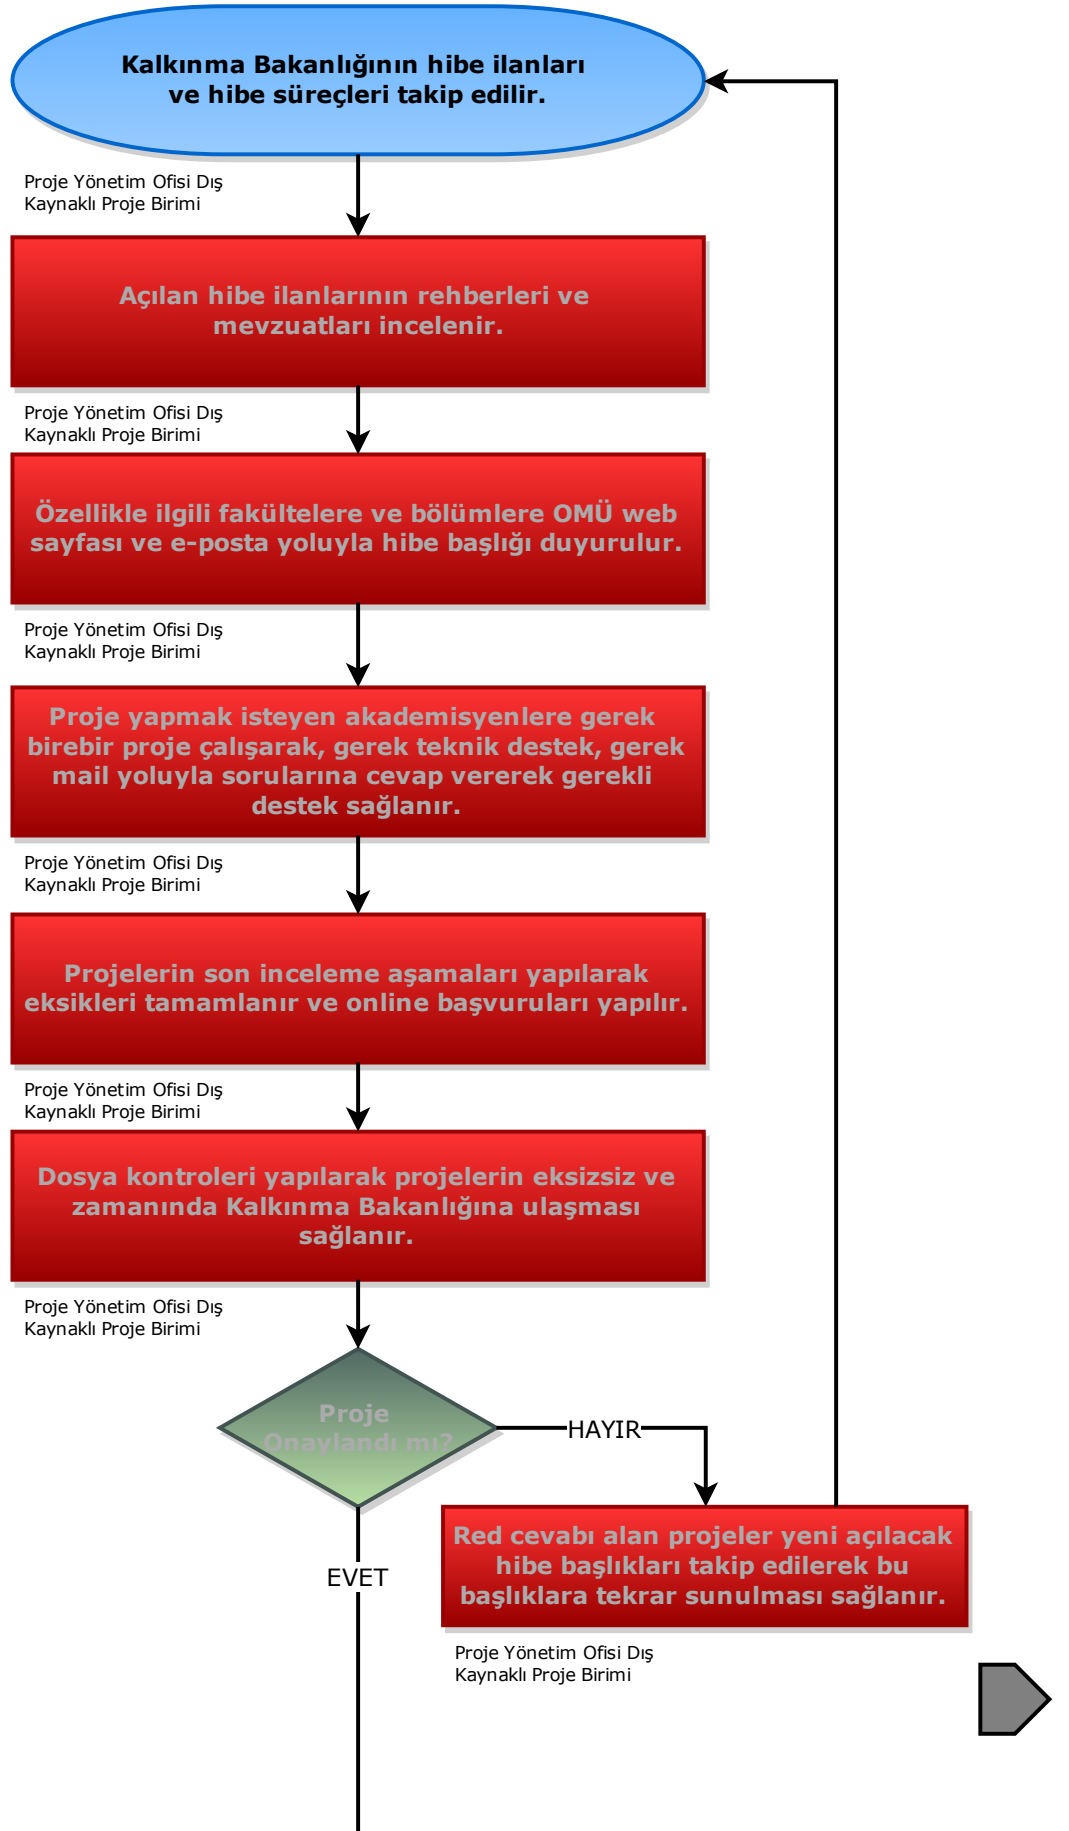 Kalkınma Bakanlığının hibe ilanları
ve hibe süreçleri takip edilir.
Proje Yönetim Ofisi Dış
Kaynaklı Proje Birimi
Açılan hibe ilanlarının rehberleri ve
mevzuatları incelenir.
Proje Yönetim Ofisi Dış
Kaynaklı Proje Birimi
Özellikle ilgili fakültelere ve bölümlere OMÜ web
sayfası ve e-posta yoluyla hibe başlığı duyurulur.
Proje Yönetim Ofisi Dış
Kaynaklı Proje Birimi
Proje yapmak isteyen akademisyenlere gerek
birebir proje çalışarak, gerek teknik destek, gerek
mail yoluyla sorularına cevap vererek gerekli
destek sağlanır.
Proje Yönetim Ofisi Dış
Kaynaklı Proje Birimi
Projelerin son inceleme aşamaları yapılarak
eksikleri tamamlanır ve online başvuruları yapılır.
Proje Yönetim Ofisi Dış
Kaynaklı Proje Birimi
Dosya kontroleri yapılarak projelerin eksizsiz ve
zamanında Kalkınma Bakanlığına ulaşması
sağlanır.
Proje Yönetim Ofisi Dış
Kaynaklı Proje Birimi
Proje
Onaylandı mı?
HAYIR
Red cevabı alan projeler yeni açılacak
hibe başlıkları takip edilerek bu
başlıklara tekrar sunulması sağlanır.
EVET
Proje Yönetim Ofisi Dış
Kaynaklı Proje Birimi